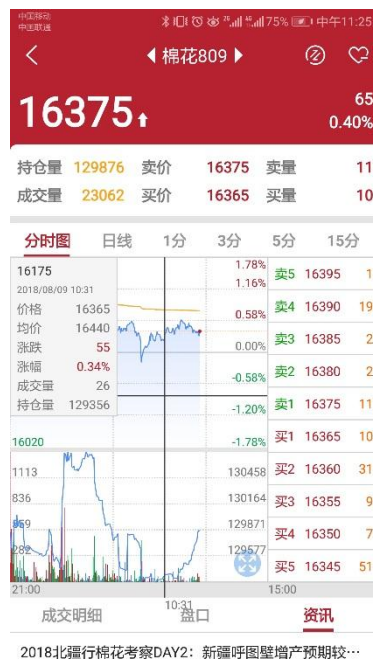 中国移动
中国联通
75% 中午11:25
棉花809
16375
65
0.40%
持仓量 129876 卖价 16375 卖量 11
成交量 23062 买价 16365 买量 10
分时图 日线 1分 3分 5分 15分
16175
2018/08/09 10:31
价格 16365
均价 16440
涨跌 55
涨幅 0.34%
成交量 26
持仓量 129356
16020
1.78%
1.16%
0.58%
0.00%
-0.58%
-1.20%
-1.78%
1113
836
559
282
130458
130164
129871
129577
卖5 16395 1
卖4 16390 19
卖3 16385 2
卖2 16380 2
卖1 16375 11
买1 16365 10
买2 16360 31
买3 16355 9
买4 16350 7
买5 16345 51
21:00 10:31 15:00
成交明细 盘口 资讯
2018北疆行棉花考察DAY2：新疆呼图壁增产预期较…